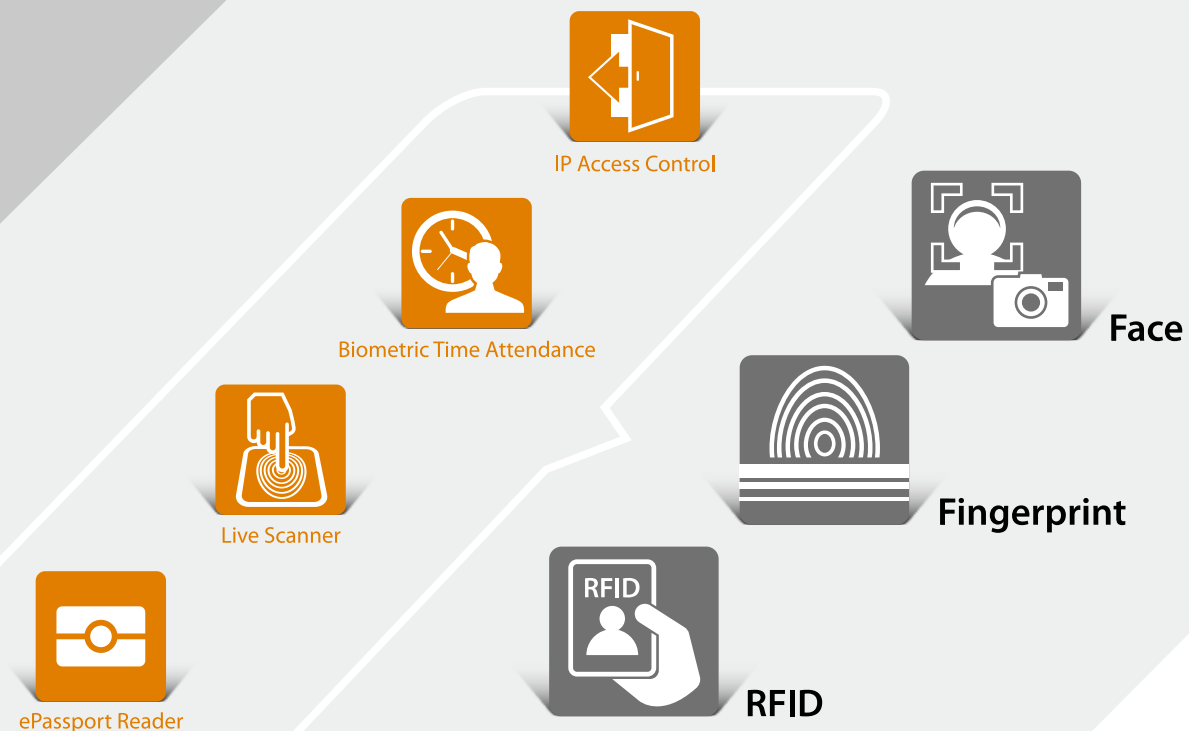 IP Access Control
Biometric Time Attendance
Face
Live Scanner
Fingerprint
RFID
ePassport Reader
RFID